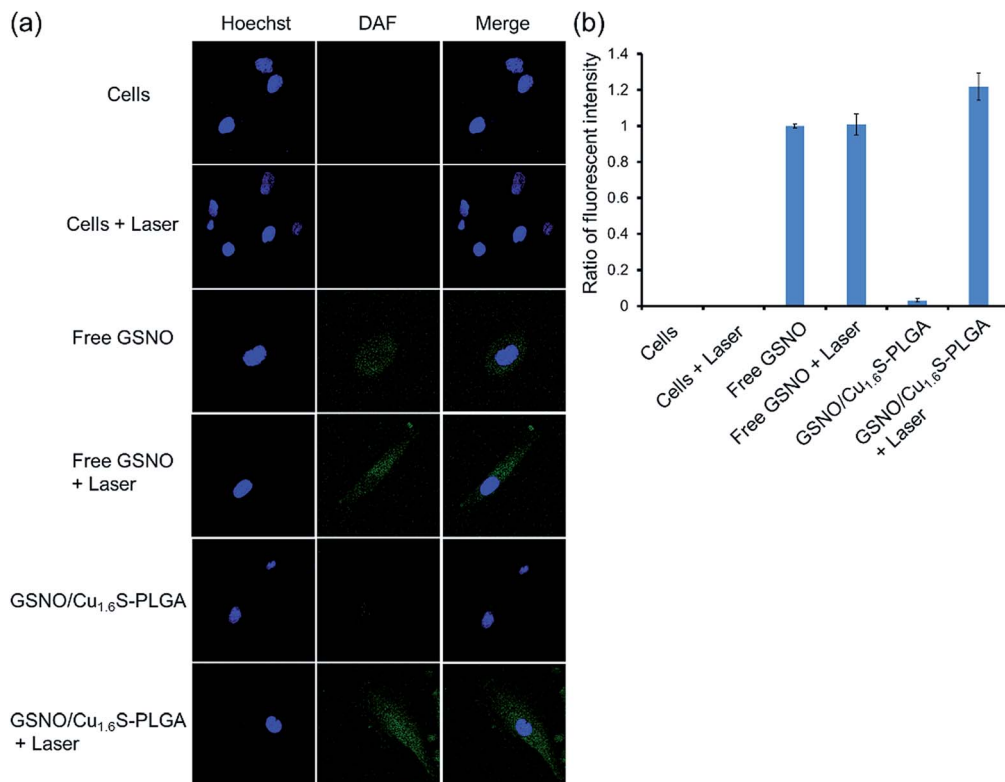 (a)
Hoechst DAF Merge
Cells
Cells + Laser
Free GSNO
Free GSNO
+ Laser
GSNO/Cu₁.₆S-PLGA
GSNO/Cu₁.₆S-PLGA
+ Laser
(b)
Ratio of fluorescent intensity
1.4
1.2
1
0.8
0.6
0.4
0.2
0
Cells
Cells + Laser
Free GSNO
Free GSNO + Laser
GSNO/Cu₁.₆S-PLGA
GSNO/Cu₁.₆S-PLGA
+ Laser